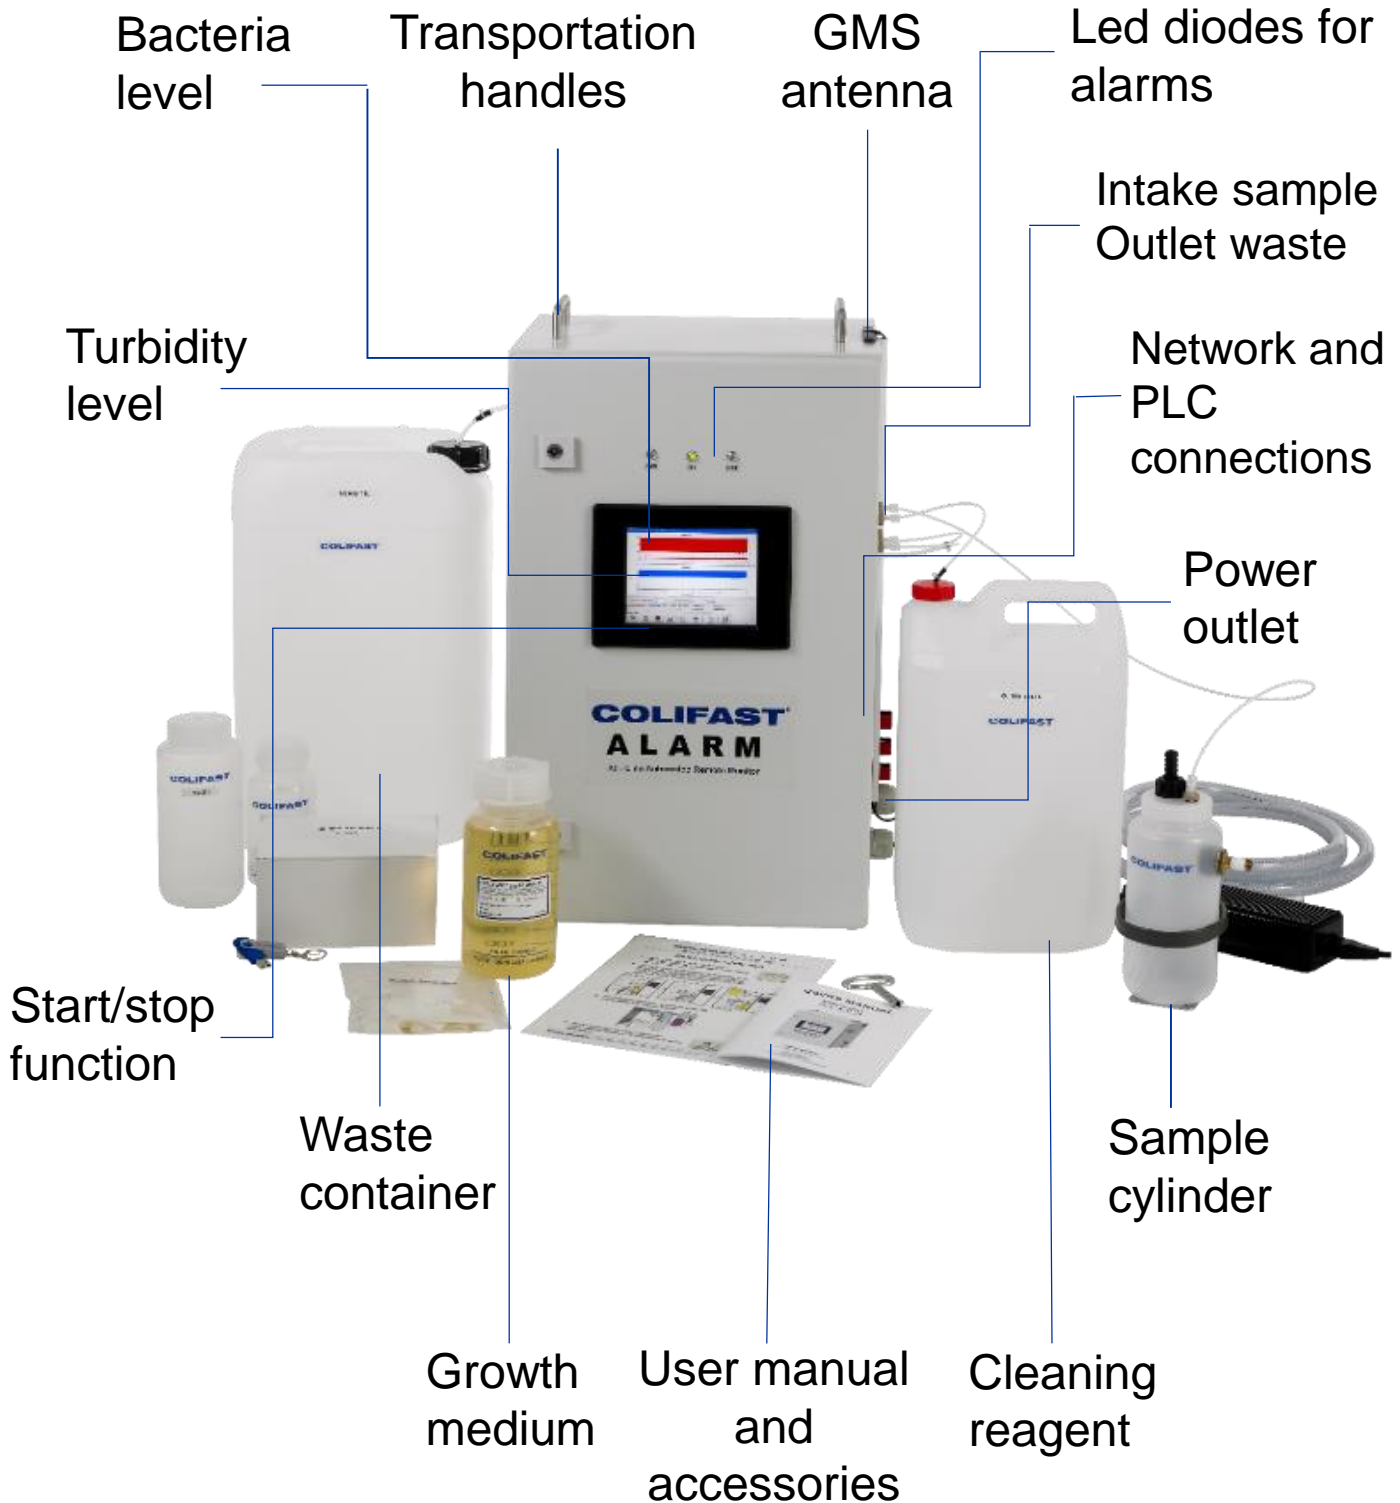 Bacteria
level
Transportation
handles
GMS
antenna
Led diodes for
alarms
Intake sample
Outlet waste
Turbidity
level
Network and
PLC
connections
Power
outlet
WASTE
COLIFAST
COLIFAST
ALARM
COLIFAST
COLIFAST
COLIFAST
COLIFAST
COLIFAST
Start/stop
function
Waste
container
Sample
cylinder
Growth
medium
User manual
and
accessories
Cleaning
reagent